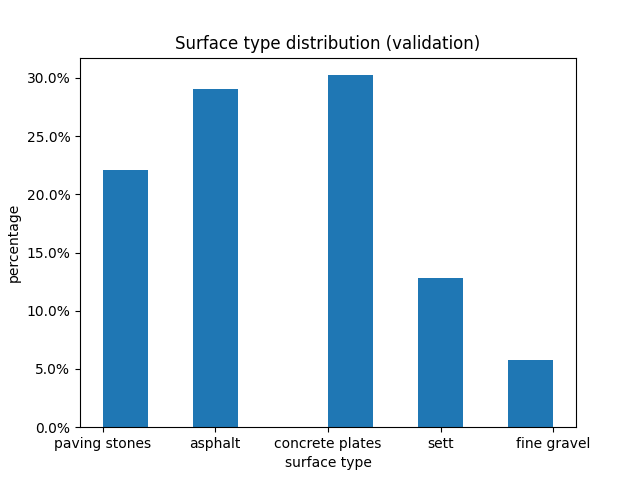 Surface type distribution (validation)
percentage
30.0%
25.0%
20.0%
15.0%
10.0%
5.0%
0.0%
paving stones asphalt concrete plates sett fine gravel
surface type